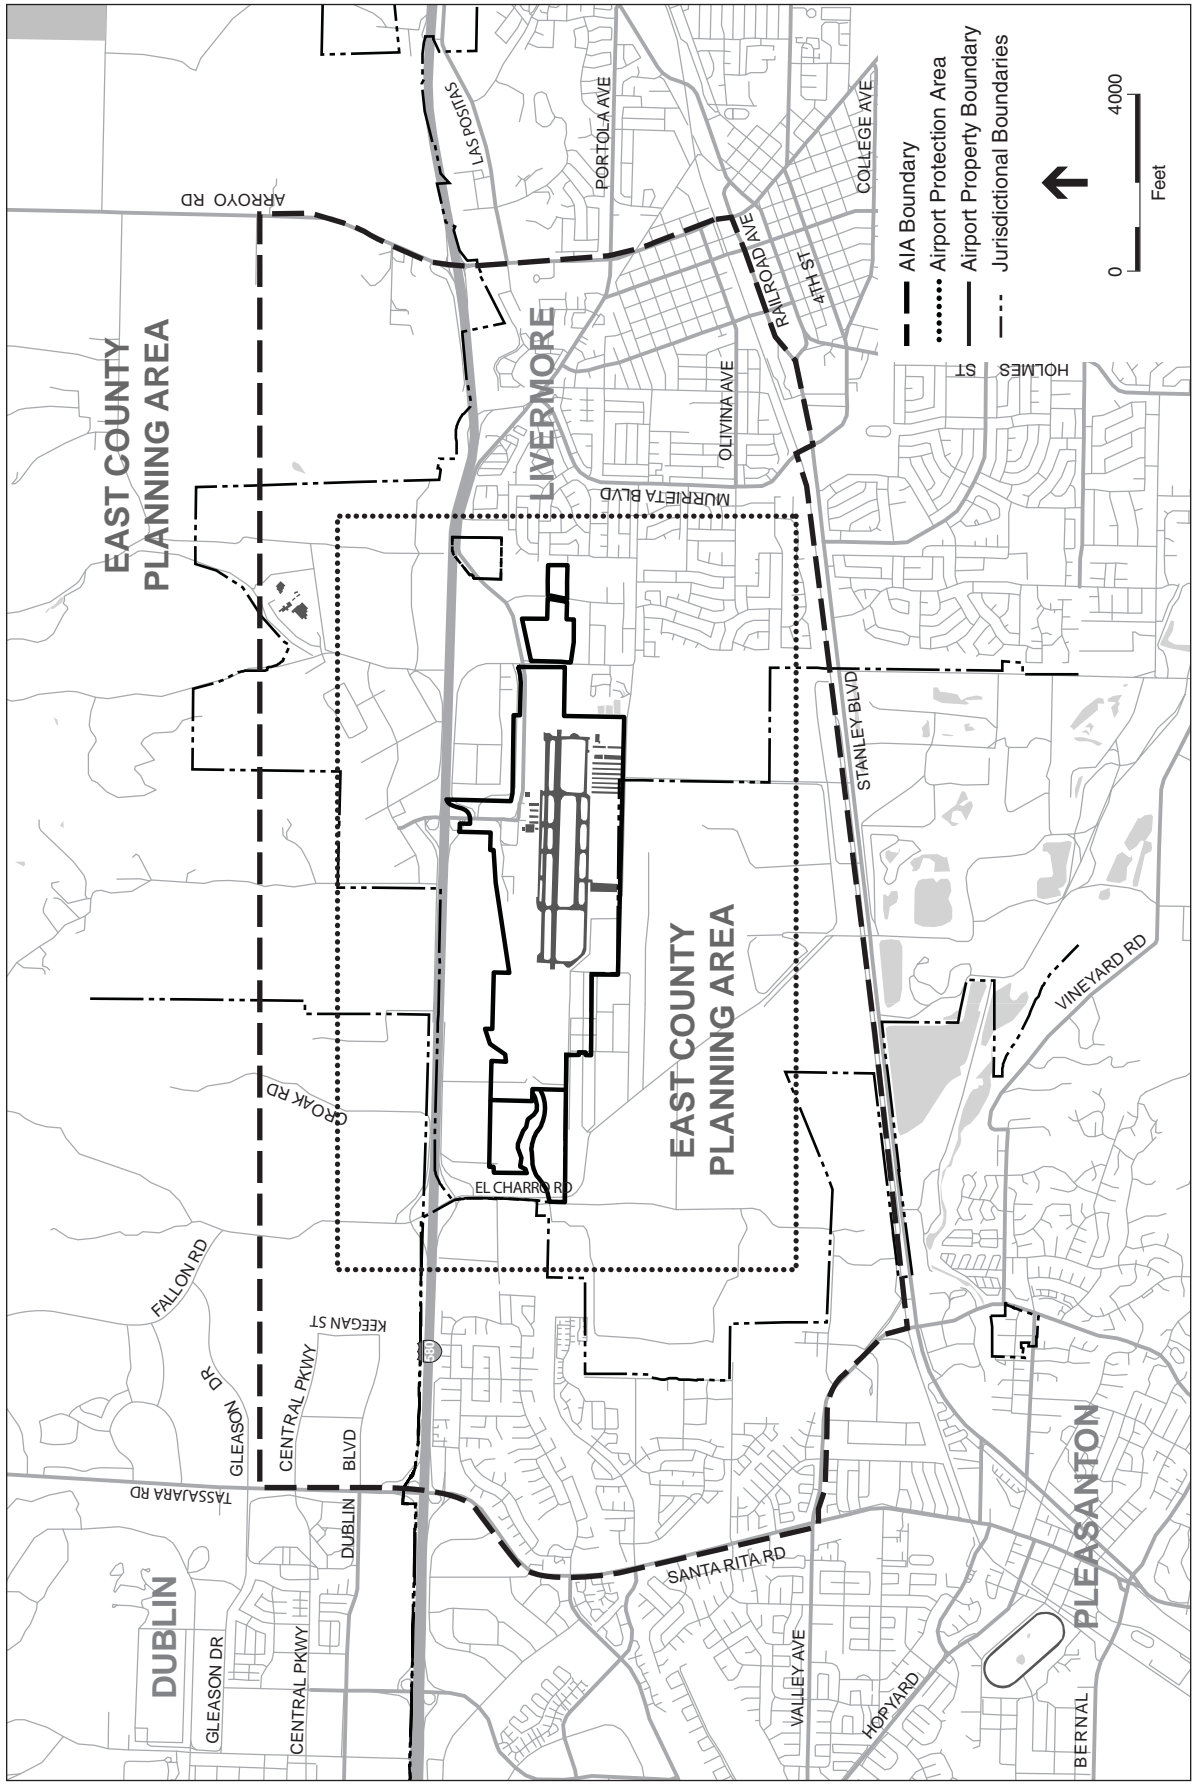 EAST COUNTY
PLANNING AREA
ARROYO RD
LAS POSITAS
PORTOLA AVE
COLLEGE AVE
RAILROAD AVE
4TH ST
LIVERMORE
OLIVINA AVE
MURRIETA BLVD
HOLMES
ST
STANLEY BLVD
EAST COUNTY
PLANNING AREA
VINEYARD RD
CROAK RD
EL CHARRO RD
FALLON RD
KEEGAN ST
580
GLEASON DR
CENTRAL PKWY
DUBLIN BLVD
TASSAJARA RD
DUBLIN
GLEASON DR
CENTRAL PKWY
SANTA RITA RD
VALLEY AVE
HOPYARD
PLEASANTON
BERNAL
AIA Boundary
Airport Protection Area
Airport Property Boundary
Jurisdictional Boundaries
0 4000
Feet